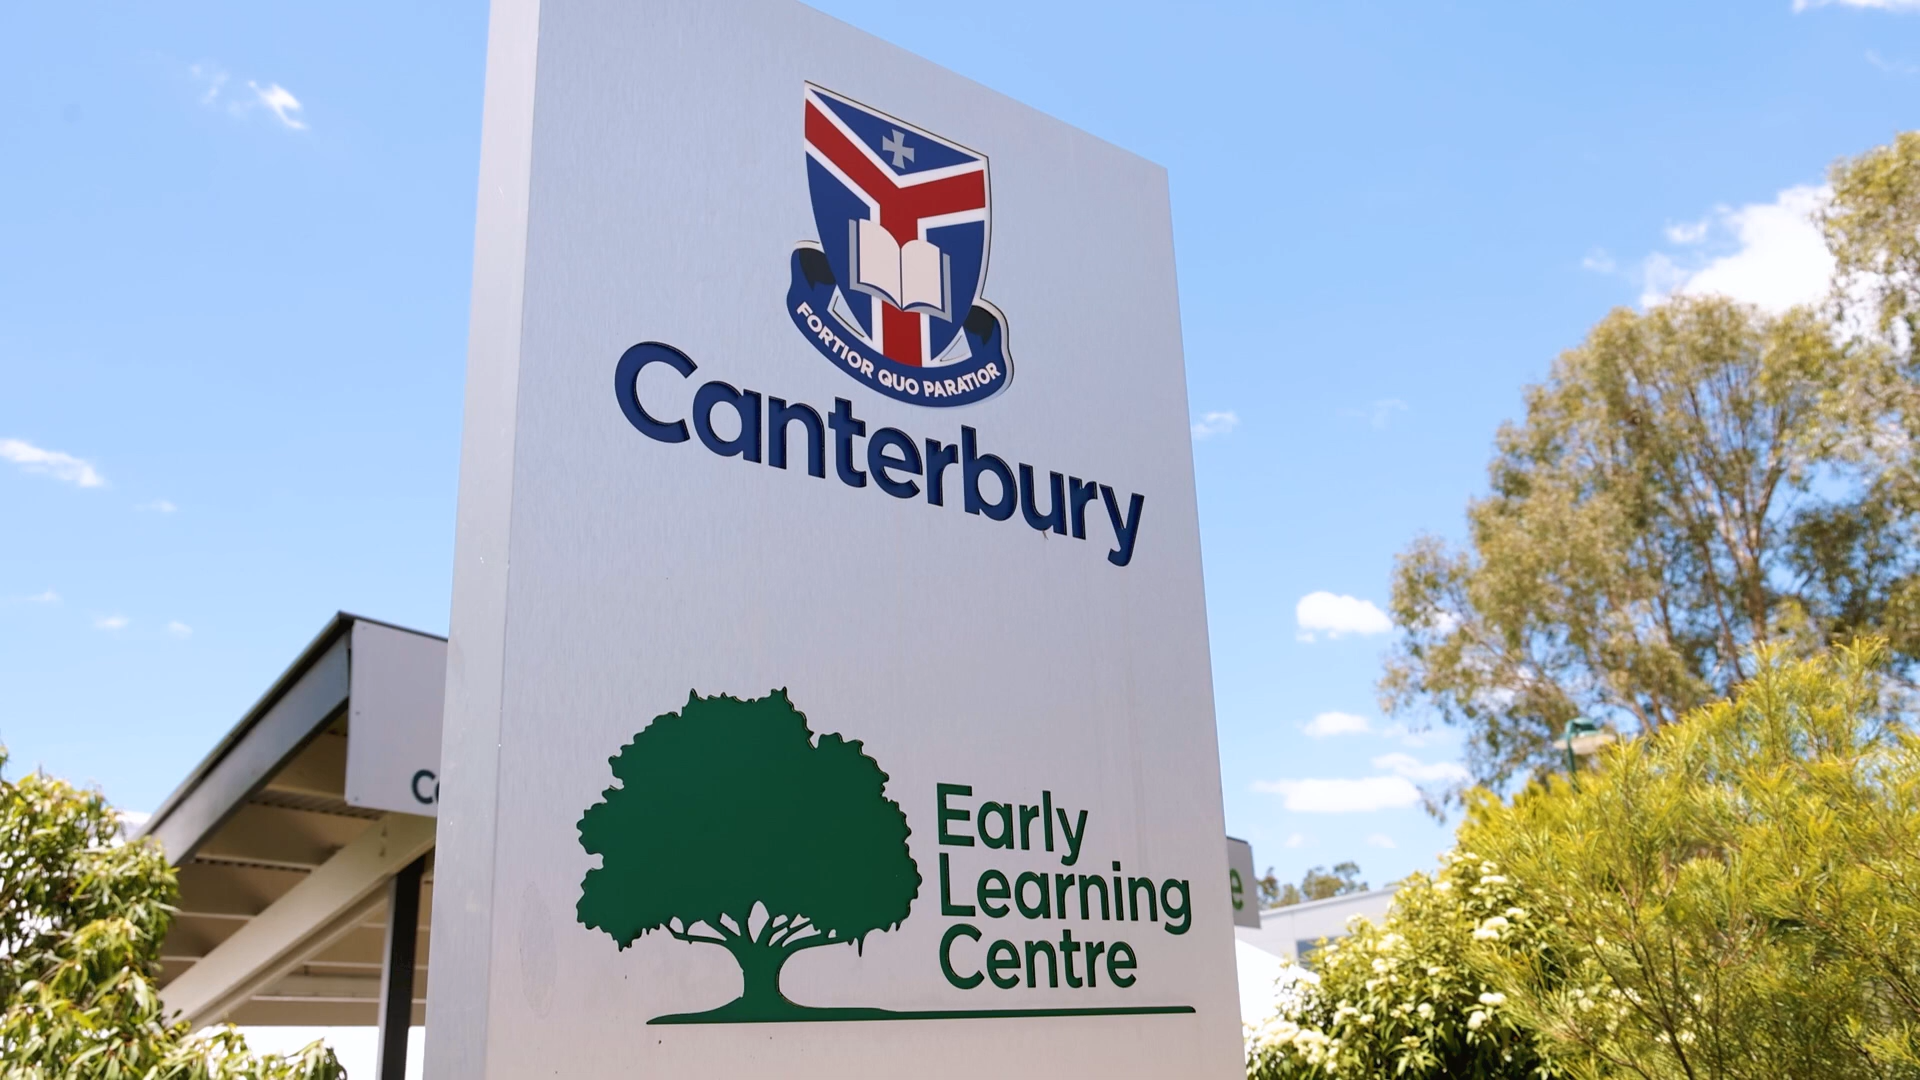 FORTIOR QUO PARATIOR
Canterbury
Early
Learning
Centre